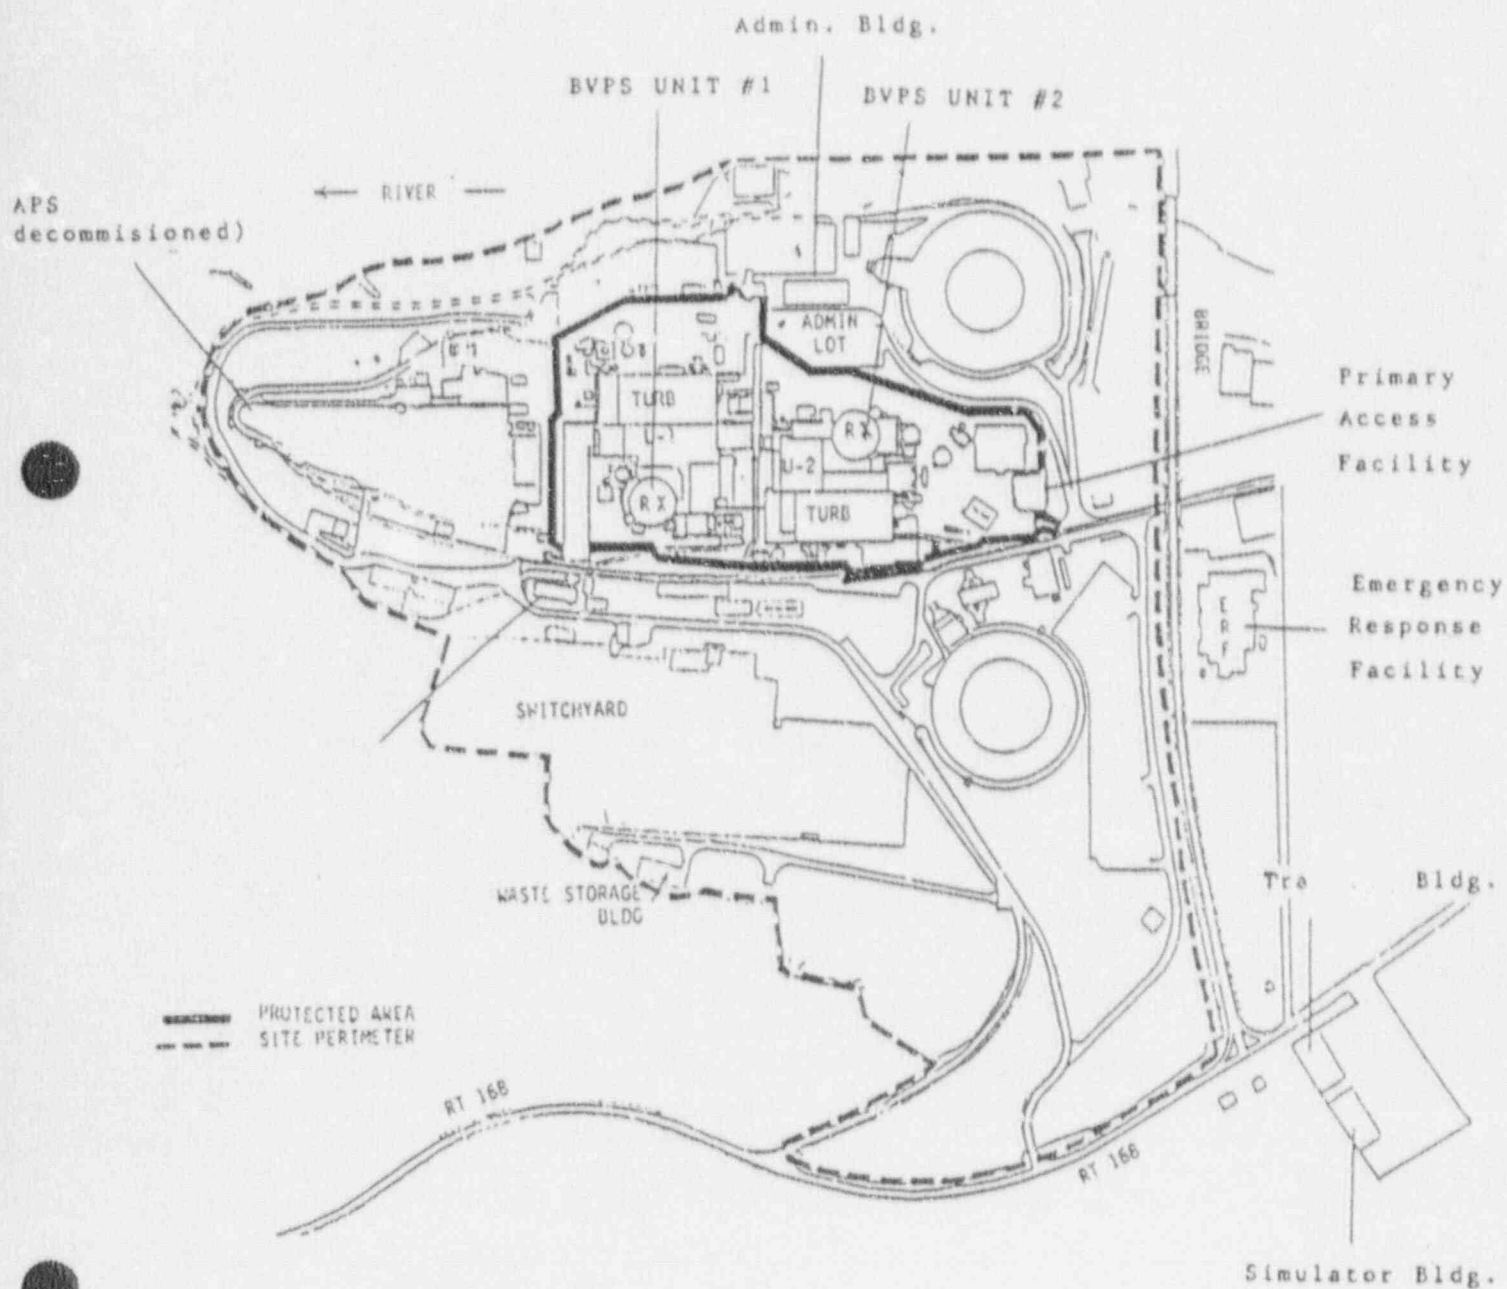 Admin. Bldg.
BVPS UNIT #1
BVPS UNIT #2
RIVER
APS
decommisioned)
ADMIN
LOT
BRIDGE
TURB
Primary
Access
Facility
RX
U-2
RX
TURB
Emergency
Response
Facility
ERF
SWITCHYARD
WASTE STORAGE
BLDG
Bldg.
PROTECTED AREA
SITE PERIMETER
RT 168
RT 168
Simulator Bldg.